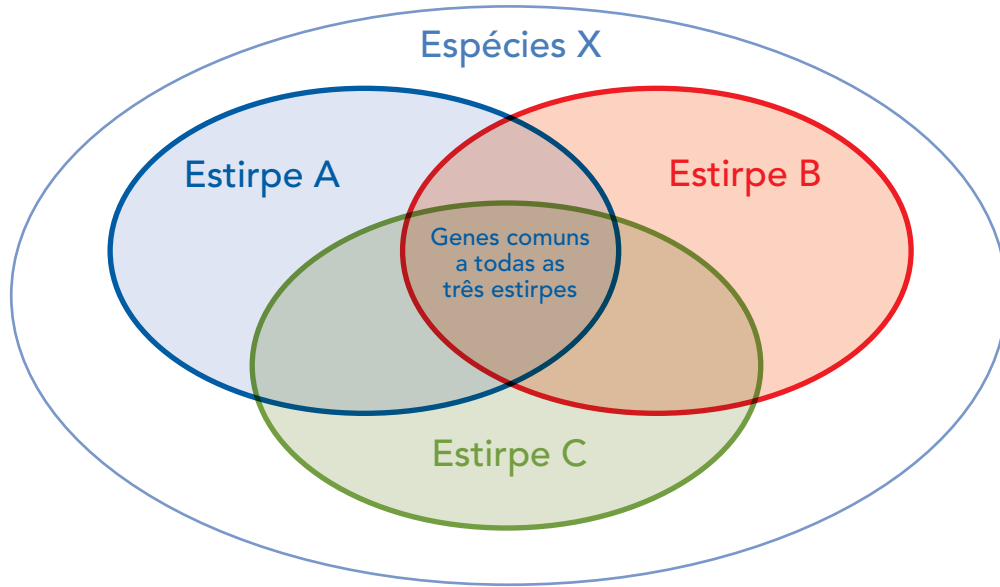 Espécies X
Estirpe A
Estirpe B
Genes comuns
a todas as
três estirpes
Estirpe C